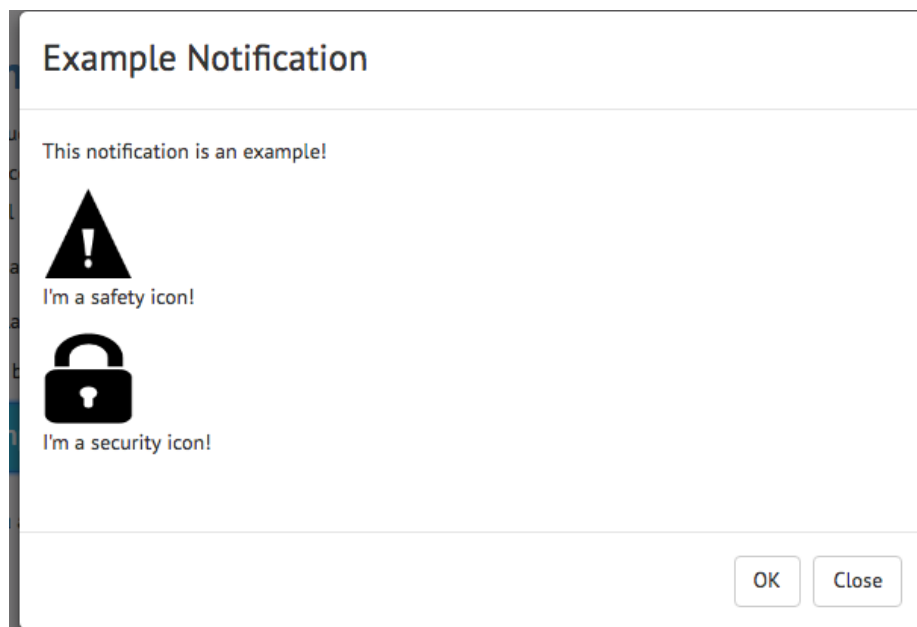 Example Notification
This notification is an example!
!
I'm a safety icon!
I'm a security icon!
OK
Close